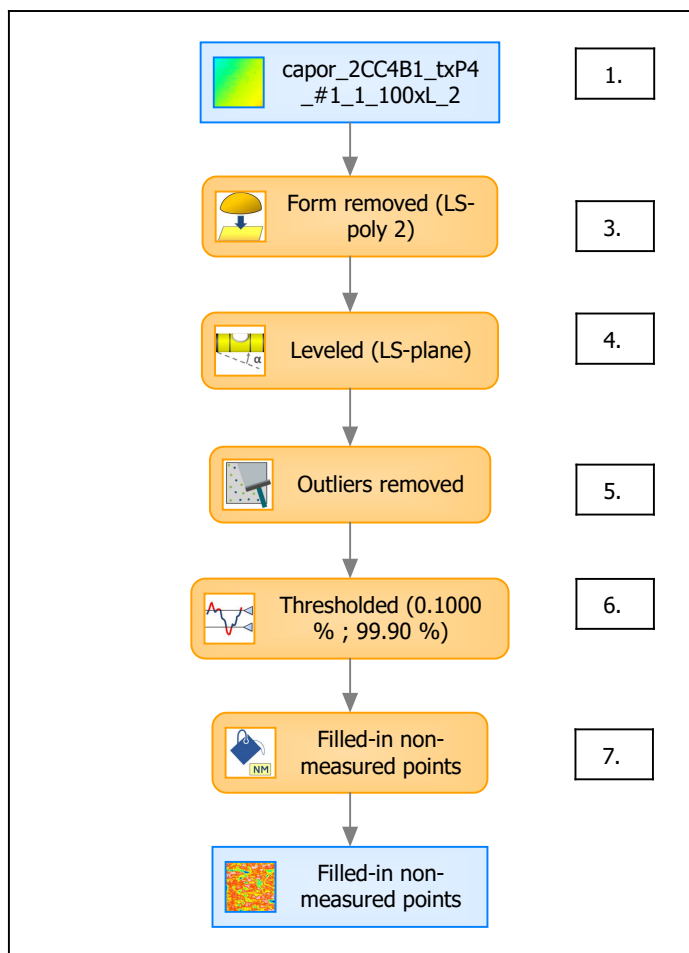 capor_2CC4B1_txP4
_#1_1_100xL_2
1.
Form removed (LS-
poly 2)
3.
α
Leveled (LS-plane)
4.
Outliers removed
5.
Thresholded (0.1000
% ; 99.90 %)
6.
NM
Filled-in non-
measured points
7.
Filled-in non-
measured points